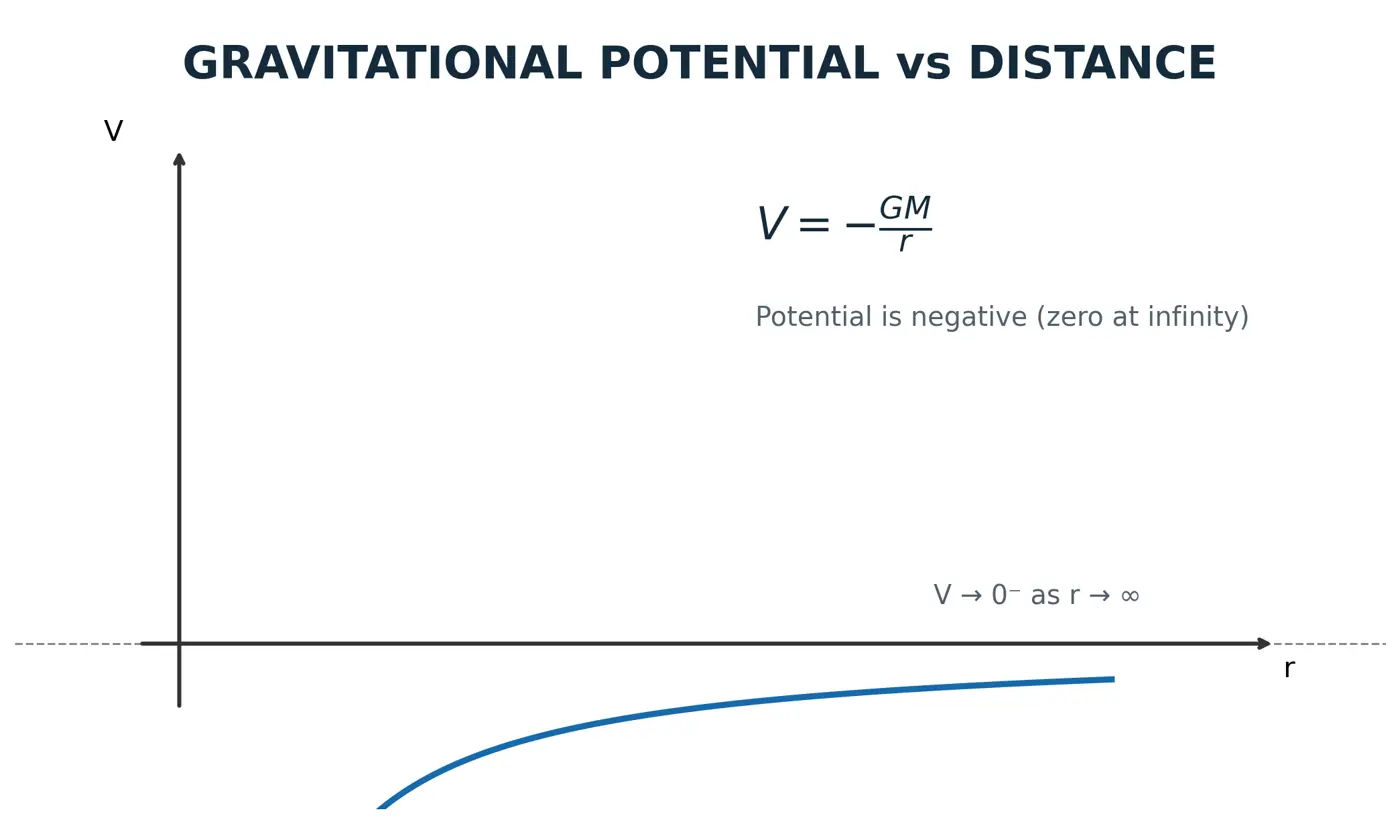 GRAVITATIONAL POTENTIAL vs DISTANCE
V
V = −GM/r
Potential is negative (zero at infinity)
V → 0⁻ as r → ∞
r